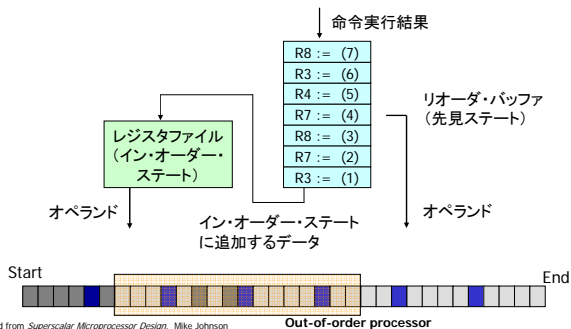 命令実行結果
R8 := (7)
R3 := (6)
R4 := (5)
R7 := (4)
R8 := (3)
R7 := (2)
R3 := (1)
リオーダ・バッファ
(先見ステート)
レジスタファイル
(イン・オーダー・
ステート)
オペランド
イン・オーダー・ステート
に追加するデータ
オペランド
Start
End
d from Superscalar Microprocessor Design, Mike Johnson
Out-of-order processor